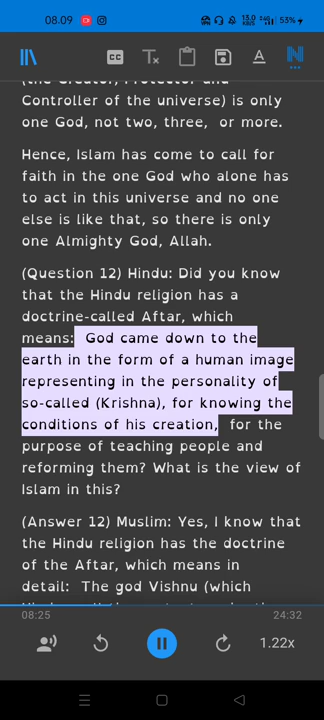 08.09
53%
CC
(the Creator, Protector and
Controller of the universe) is only
one God, not two, three, or more.
Hence, Islam has come to call for
faith in the one God who alone has
to act in this universe and no one
else is like that, so there is only
one Almighty God, Allah.
(Question 12) Hindu: Did you know
that the Hindu religion has a
doctrine-called Aftar, which
means: God came down to the
earth in the form of a human image
representing in the personality of
so-called (Krishna), for knowing the
conditions of his creation, for the
purpose of teaching people and
reforming them? What is the view of
Islam in this?
(Answer 12) Muslim: Yes, I know that
the Hindu religion has the doctrine
of the Aftar, which means in
detail: The god Vishnu (which
08:25
24:32
1.22x